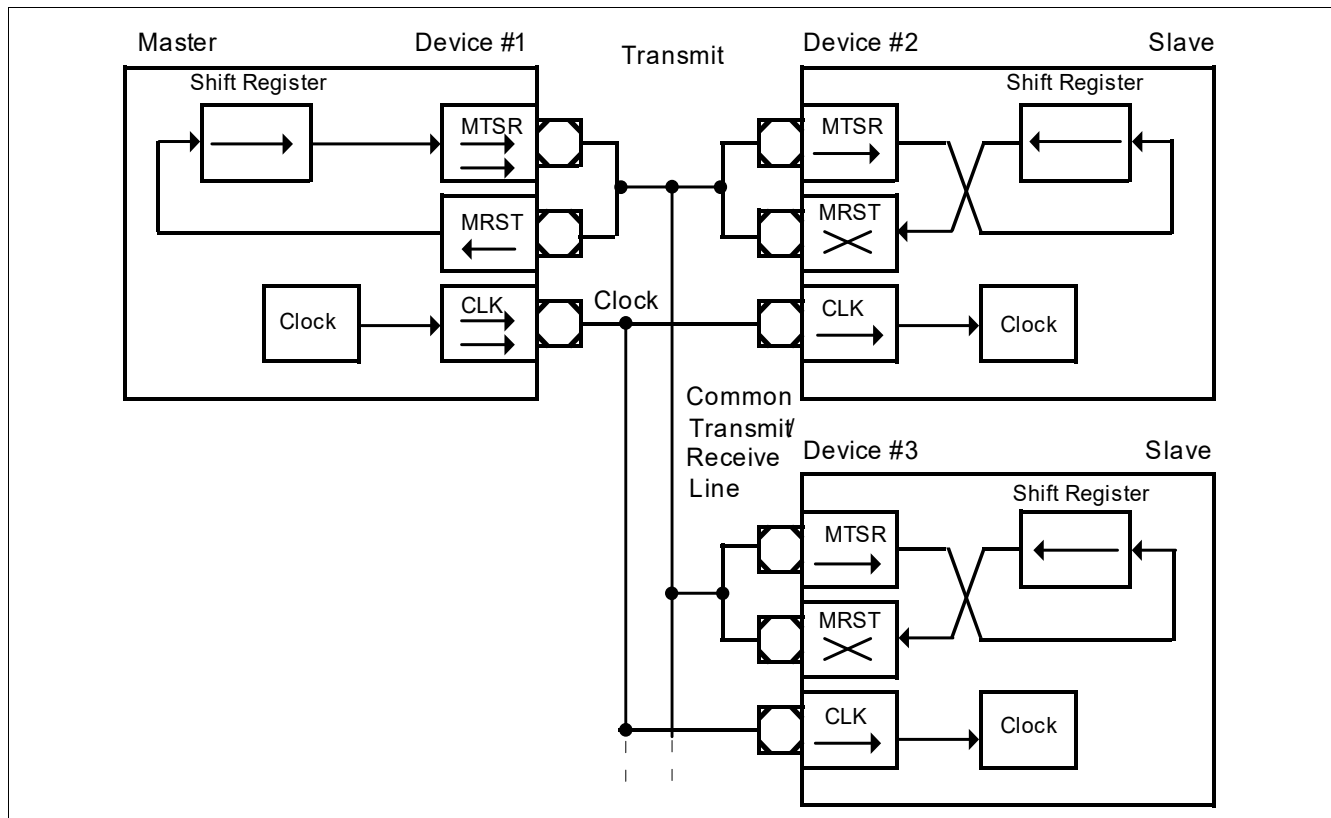 Master
Device #1
Transmit
Device #2
Slave
Shift Register
Shift Register
MTSR
MTSR
MRST
MRST
Clock
CLK
Clock
CLK
Clock
Common
Transmit/
Receive
Line
Device #3
Slave
Shift Register
MTSR
MRST
CLK
Clock